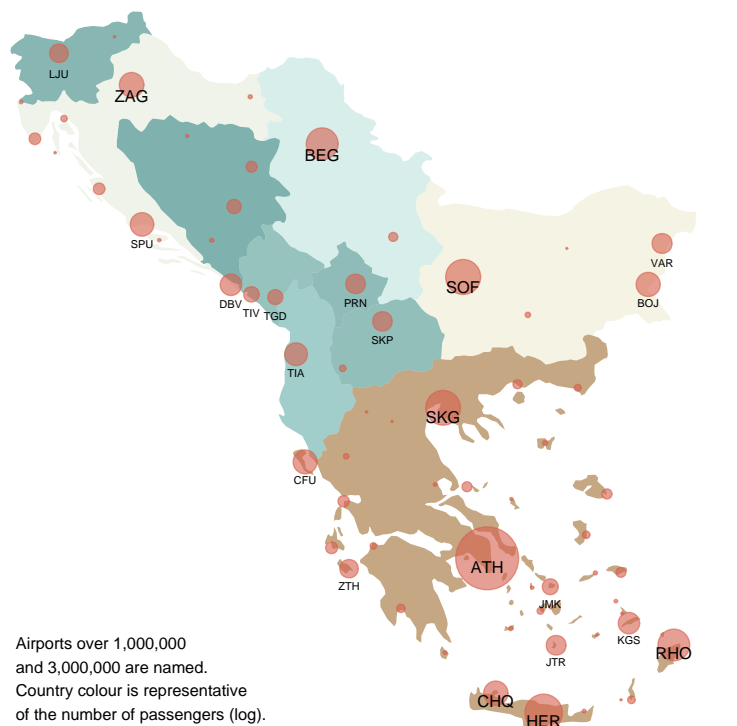 LJU
ZAG
BEG
SPU
VAR
SOF
DBV
PRN
BOJ
TIV
TGD
SKP
TIA
SKG
CFU
ATH
ZTH
JMK
KGS
JTR
RHO
CHQ
HER
Airports over 1,000,000
and 3,000,000 are named.
Country colour is representative
of the number of passengers (log).